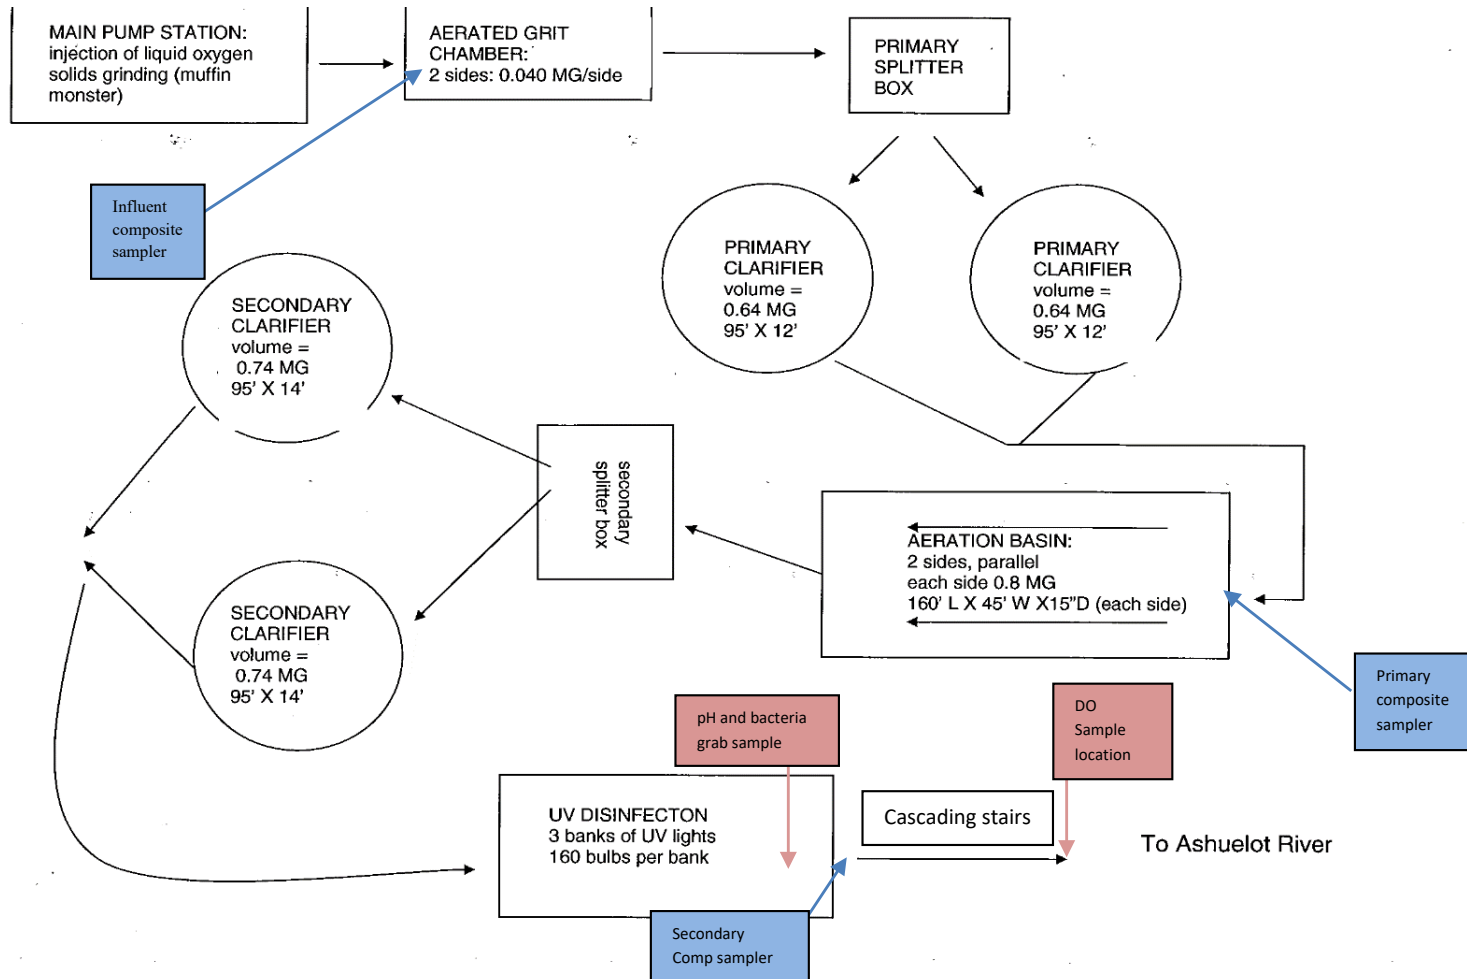 MAIN PUMP STATION:
injection of liquid oxygen
solids grinding (muffin
monster)
AERATED GRIT
CHAMBER:
2 sides: 0.040 MG/side
PRIMARY
SPLITTER
BOX
Influent
composite
sampler
PRIMARY
CLARIFIER
volume =
0.64 MG
95' X 12'
PRIMARY
CLARIFIER
volume =
0.64 MG
95' X 12'
SECONDARY
CLARIFIER
volume =
0.74 MG
95' X 14'
secondary
splitter box
AERATION BASIN:
2 sides, parallel
each side 0.8 MG
160' L X 45' W X15"D (each side)
SECONDARY
CLARIFIER
volume =
0.74 MG
95' X 14'
Primary
composite
sampler
pH and bacteria
grab sample
DO
Sample
location
UV DISINFECTON
3 banks of UV lights
160 bulbs per bank
Cascading stairs
To Ashuelot River
Secondary
Comp sampler